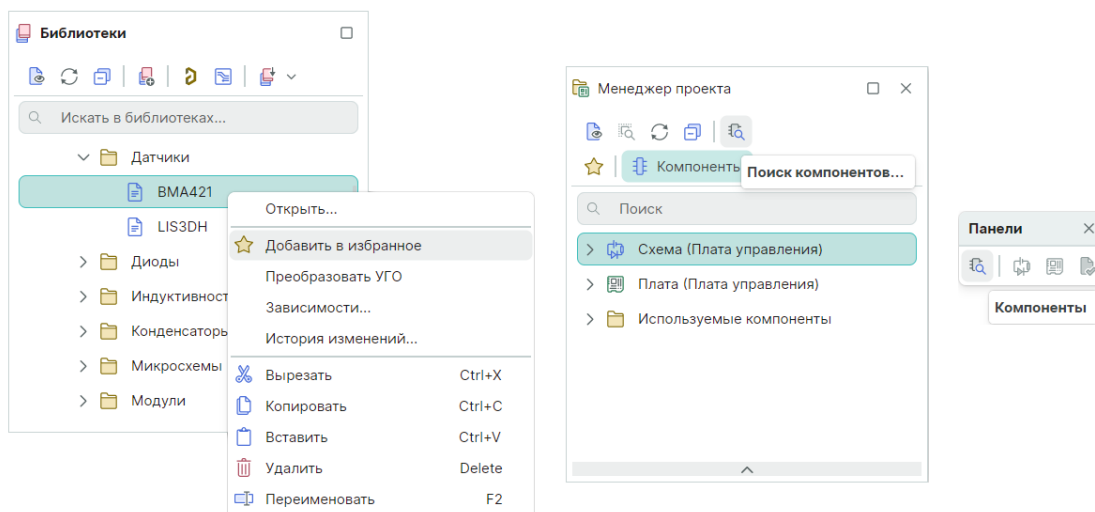 Библиотеки
Искать в библиотеках...
Датчики
BMA421
LIS3DH
Диоды
Индуктивност
Конденсаторы
Микросхемы
Модули
Открыть...
Добавить в избранное
Преобразовать УГО
Зависимости...
История изменений...
Вырезать Ctrl+X
Копировать Ctrl+C
Вставить Ctrl+V
Удалить Delete
Переименовать F2
Менеджер проекта
Компоненты
Поиск компонентов...
Поиск
Схема (Плата управления)
Плата (Плата управления)
Используемые компоненты
Панели
Компоненты